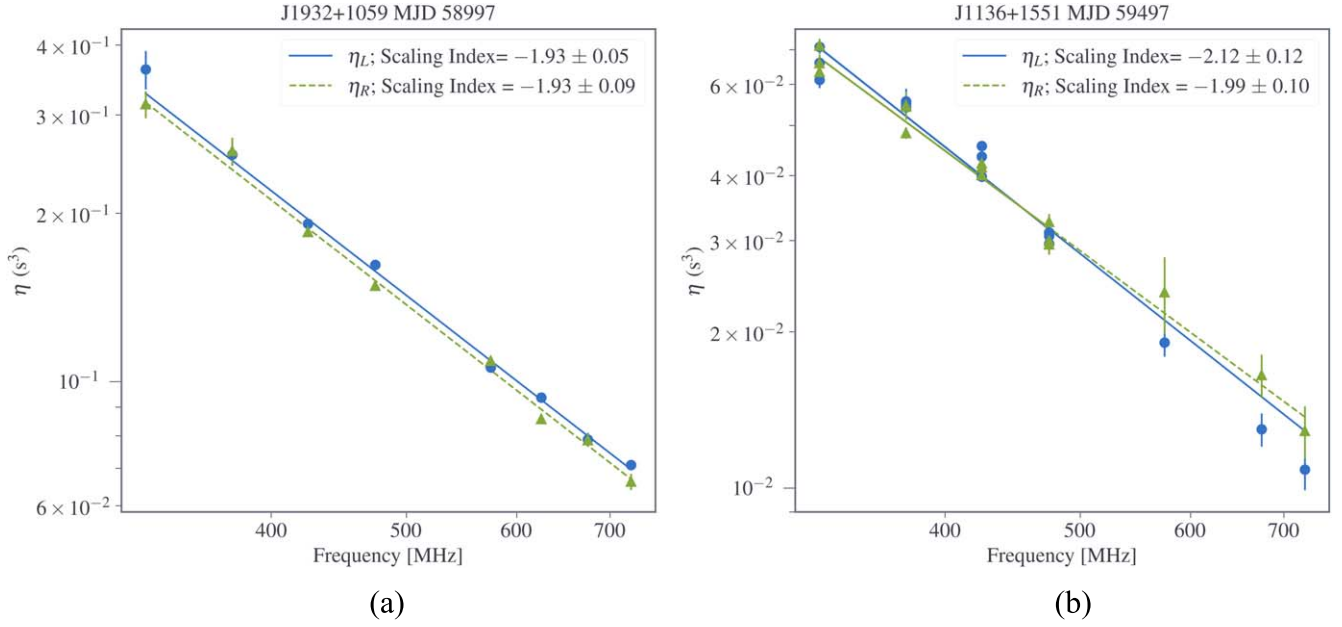 J1932+1059 MJD 58997
η_L; Scaling Index= −1.93 ± 0.05
η_R; Scaling Index = −1.93 ± 0.09
4 × 10⁻¹
3 × 10⁻¹
2 × 10⁻¹
10⁻¹
6 × 10⁻²
η (s³)
400 500 600 700
Frequency [MHz]
(a)
J1136+1551 MJD 59497
η_L; Scaling Index= −2.12 ± 0.12
η_R; Scaling Index = −1.99 ± 0.10
6 × 10⁻²
4 × 10⁻²
3 × 10⁻²
2 × 10⁻²
10⁻²
η (s³)
400 500 600 700
Frequency [MHz]
(b)